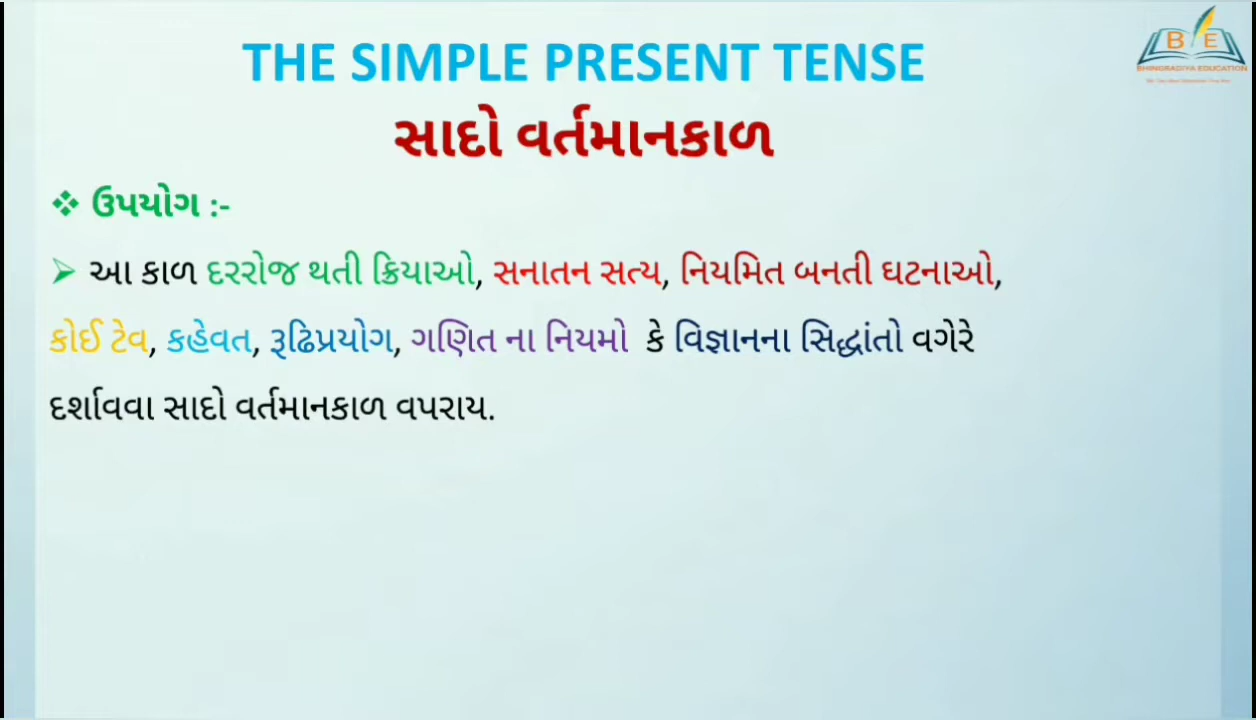 THE SIMPLE PRESENT TENSE
સાદો વર્તમાનકાળ
❖ ઉપયોગ :-
➢ આ કાળ દરરોજ થતી ક્રિયાઓ, સનાતન સત્ય, નિયમિત બનતી ઘટનાઓ,
કોઈ ટેવ, કહેવત, રૂઢિપ્રયોગ, ગણિત ના નિયમો કે વિજ્ઞાનના સિદ્ધાંતો વગેરે
દર્શાવવા સાદો વર્તમાનકાળ વપરાય.
B E
BHINGRADIYA EDUCATION